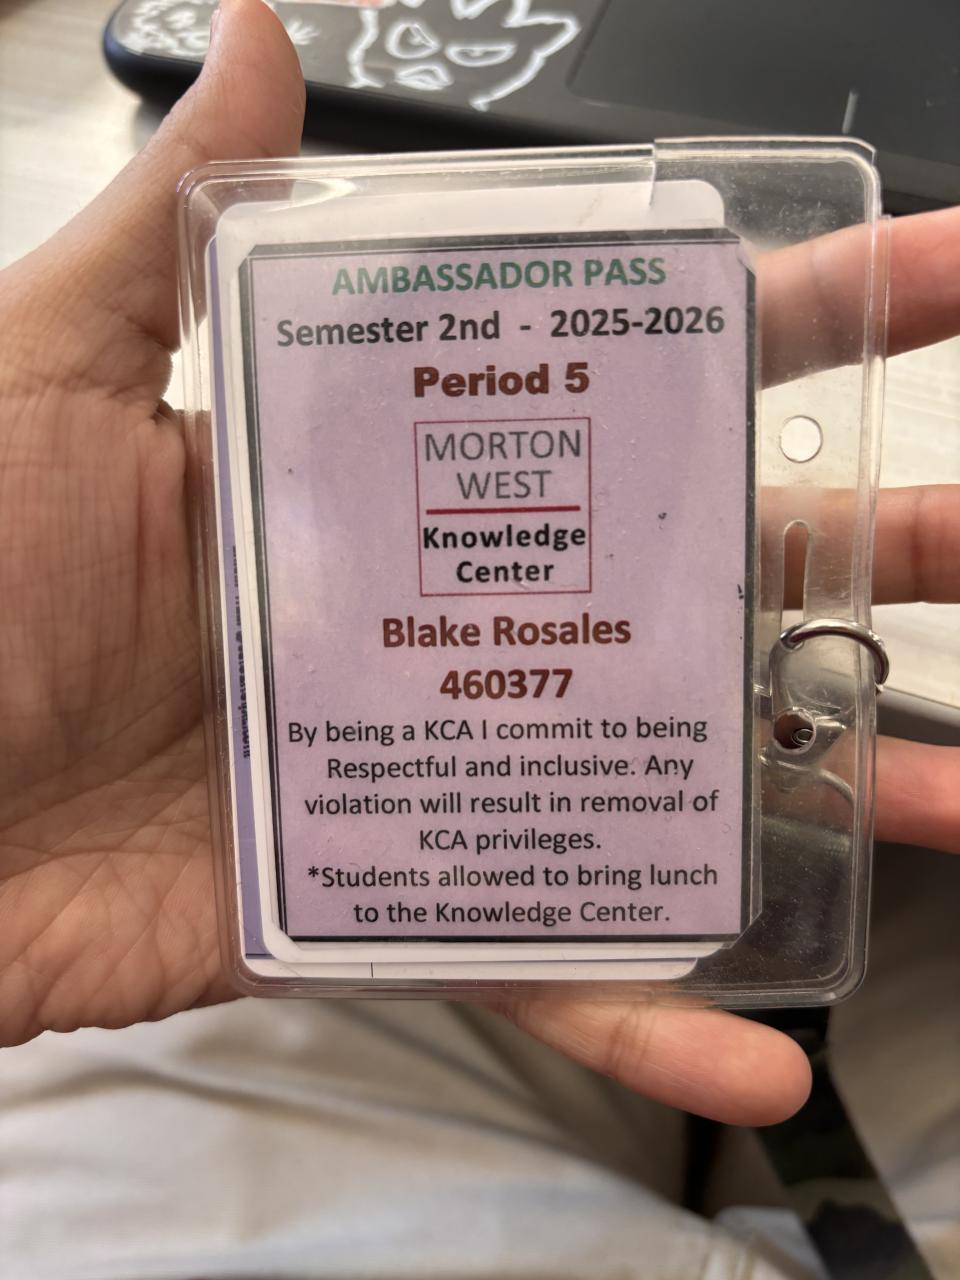 AMBASSADOR PASS
Semester 2nd - 2025-2026
Period 5
MORTON
WEST
Knowledge
Center
Blake Rosales
460377
By being a KCA I commit to being
Respectful and inclusive. Any
violation will result in removal of
KCA privileges.
*Students allowed to bring lunch
to the Knowledge Center.